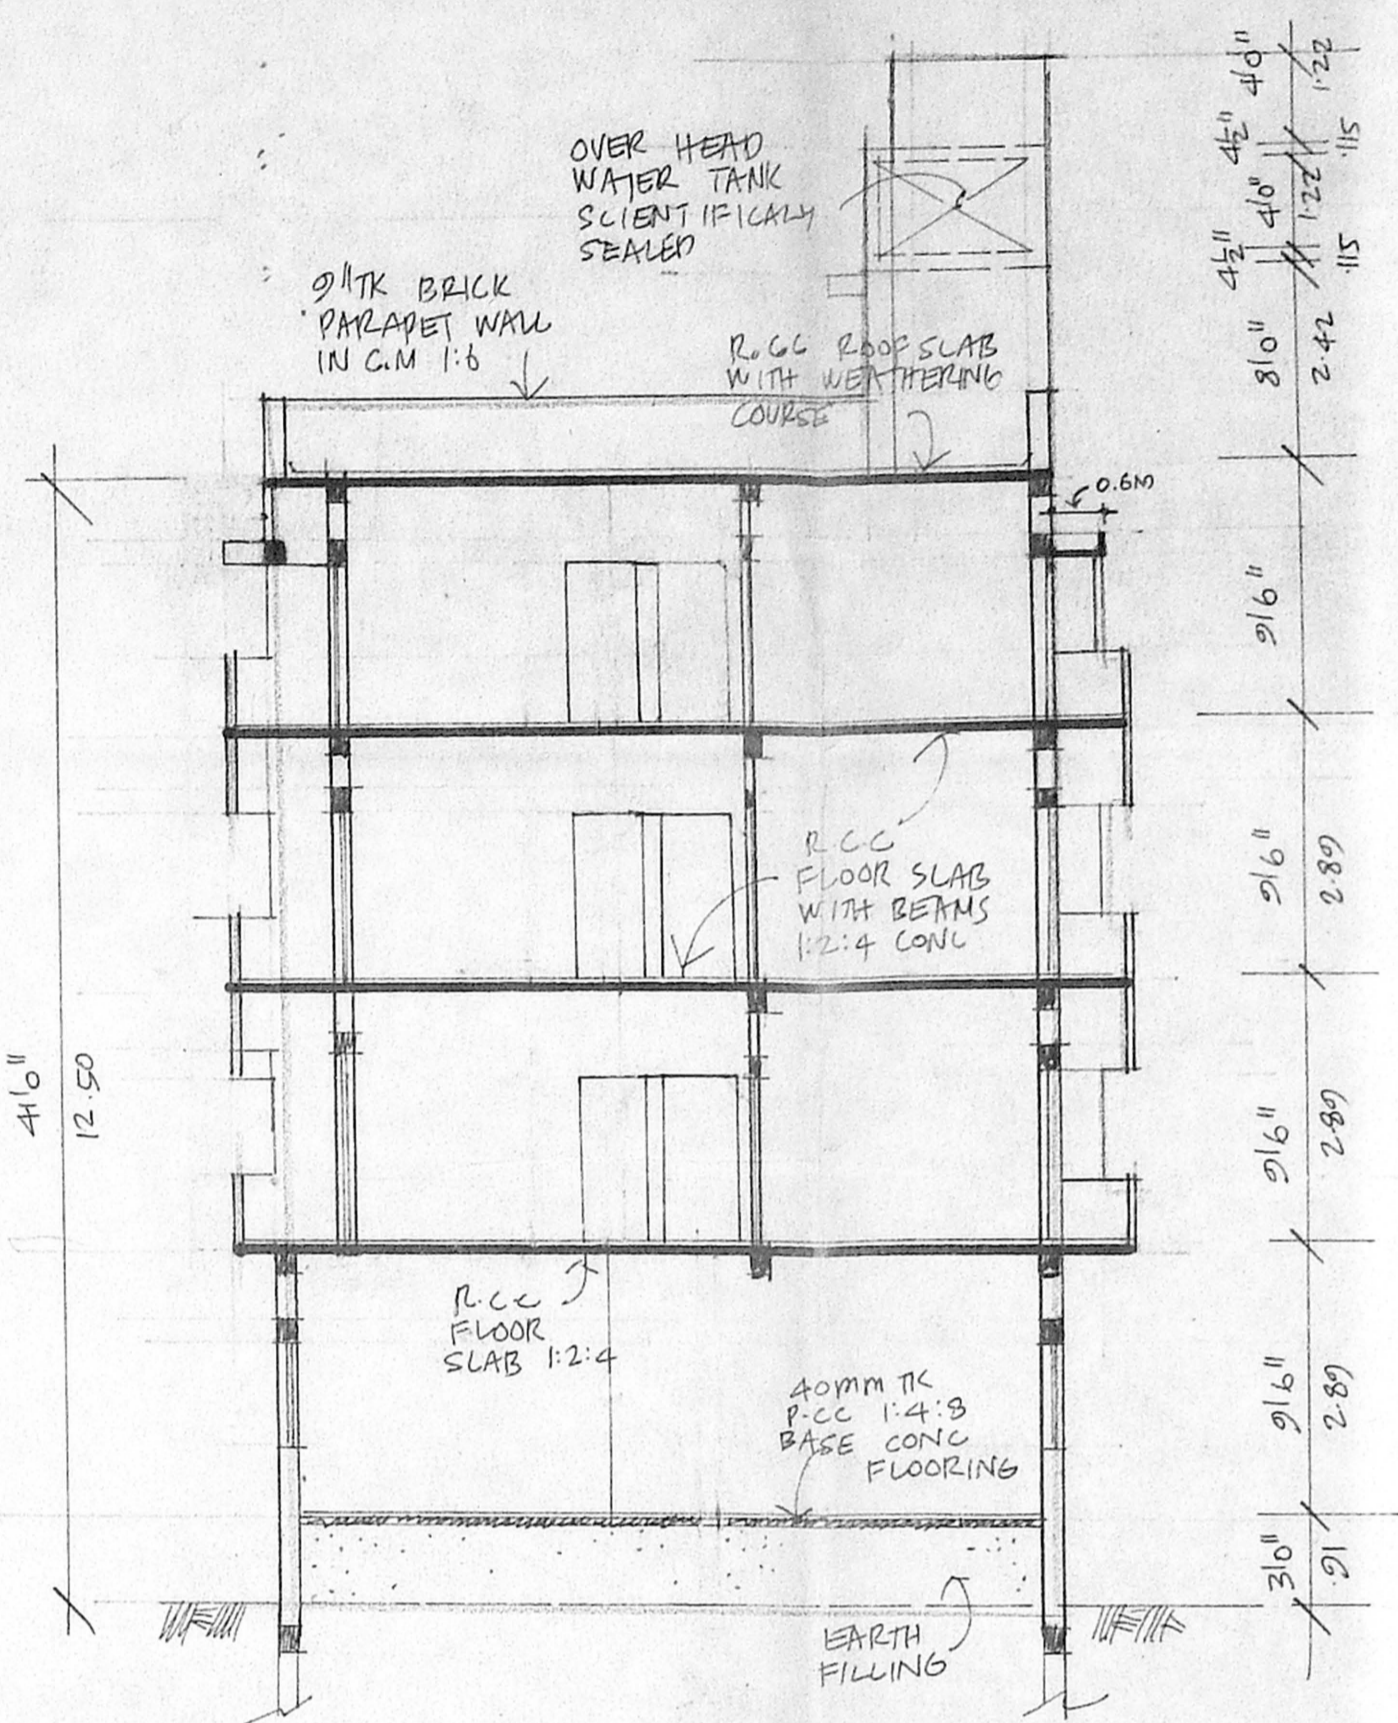 OVER HEAD
WATER TANK
SCIENTIFICALY
SEALED
9"TK BRICK
PARAPET WALL
IN C.M 1:6
R.CC ROOF SLAB
WITH WEATHERING
COURSE
0.6M
R.C.C
FLOOR SLAB
WITH BEAMS
1:2:4 CONC
R.C.C
FLOOR
SLAB 1:2:4
40mm TK
P.CC 1:4:8
BASE CONC
FLOORING
EARTH
FILLING
41'6"
12.50
4'0"
1.22
4½"
.115
4'0"
1.22
4½"
.115
8'0"
2.42
9'6"
9'6"
2.89
9'6"
2.89
9'6"
2.89
3'0"
.91